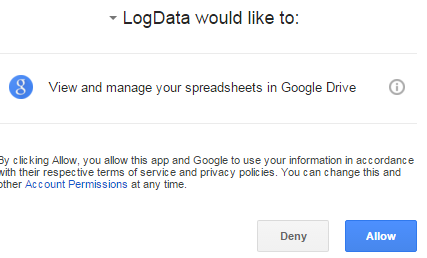 LogData would like to:
g
View and manage your spreadsheets in Google Drive
By clicking Allow, you allow this app and Google to use your information in accordance
with their respective terms of service and privacy policies. You can change this and
other Account Permissions at any time.
Deny Allow